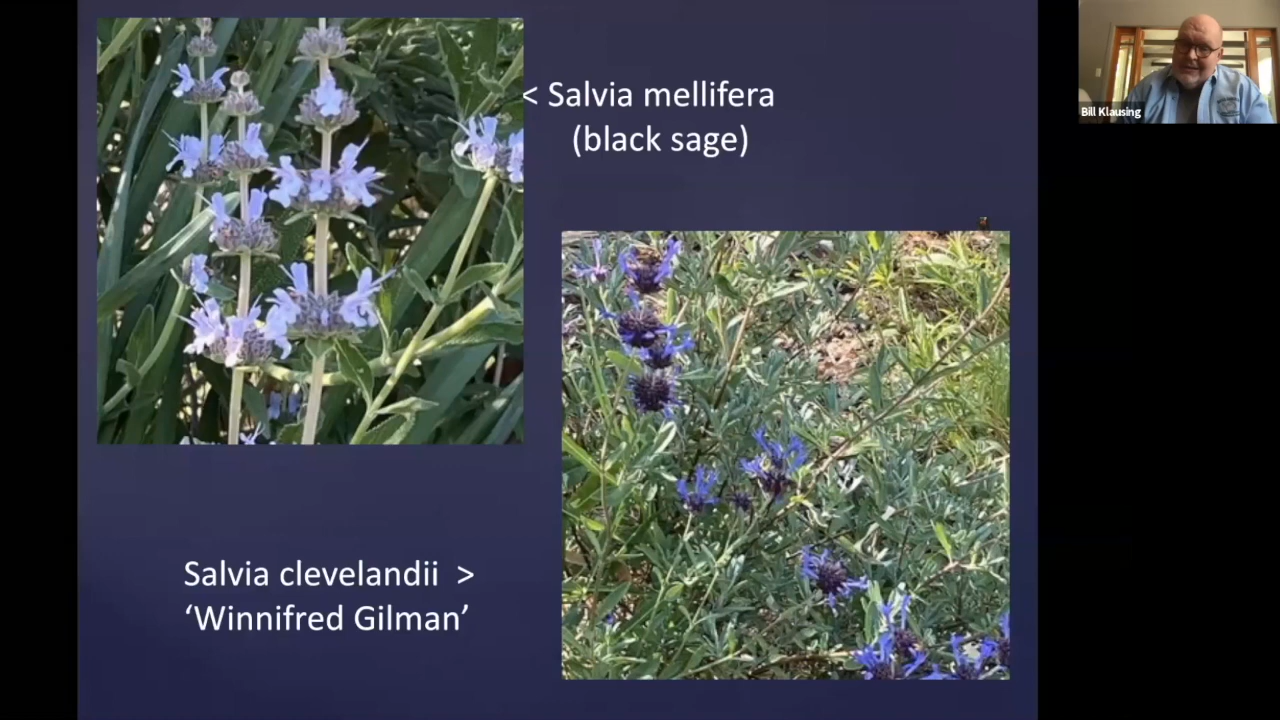 < Salvia mellifera
(black sage)
Bill Klausing
Salvia clevelandii >
‘Winnifred Gilman’